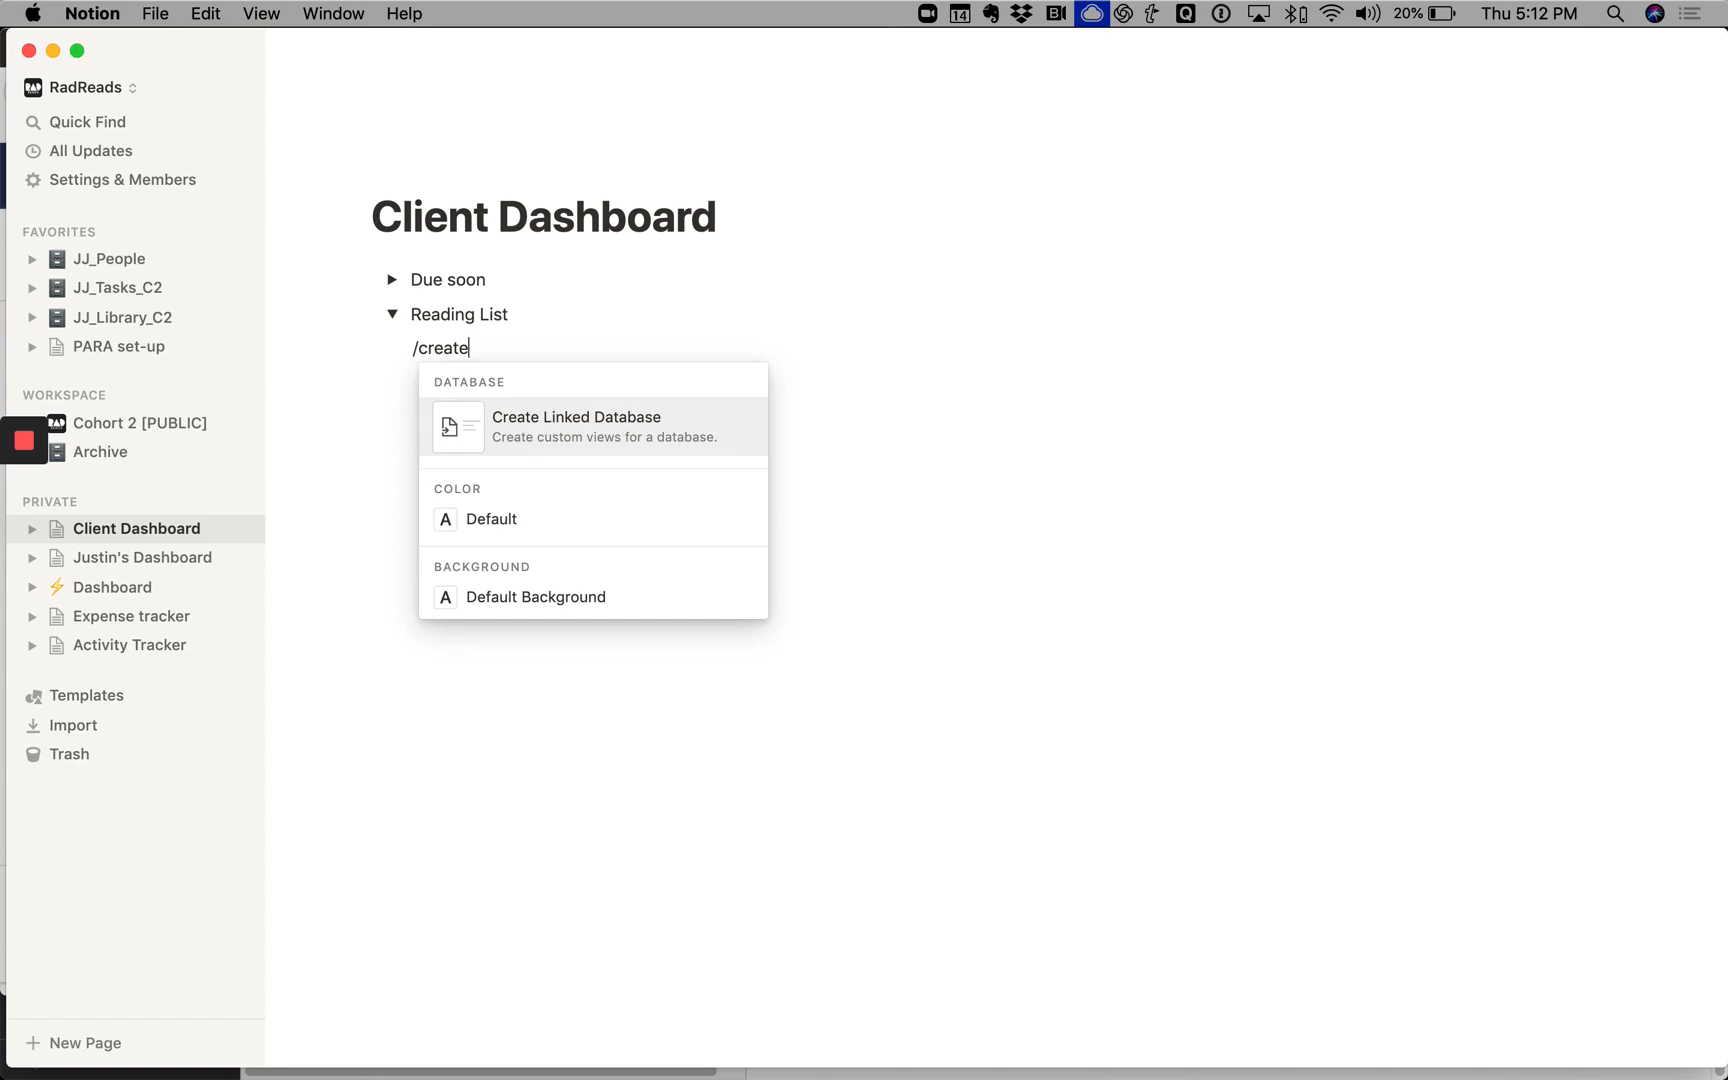 Notion File Edit View Window Help 14 20% Thu 5:12 PM
RadReads
Quick Find
All Updates
Settings & Members
FAVORITES
JJ_People
JJ_Tasks_C2
JJ_Library_C2
PARA set-up
WORKSPACE
Cohort 2 [PUBLIC]
Archive
PRIVATE
Client Dashboard
Justin's Dashboard
Dashboard
Expense tracker
Activity Tracker
Templates
Import
Trash
New Page
Client Dashboard
Due soon
Reading List
/create
DATABASE
Create Linked Database
Create custom views for a database.
COLOR
A Default
BACKGROUND
A Default Background